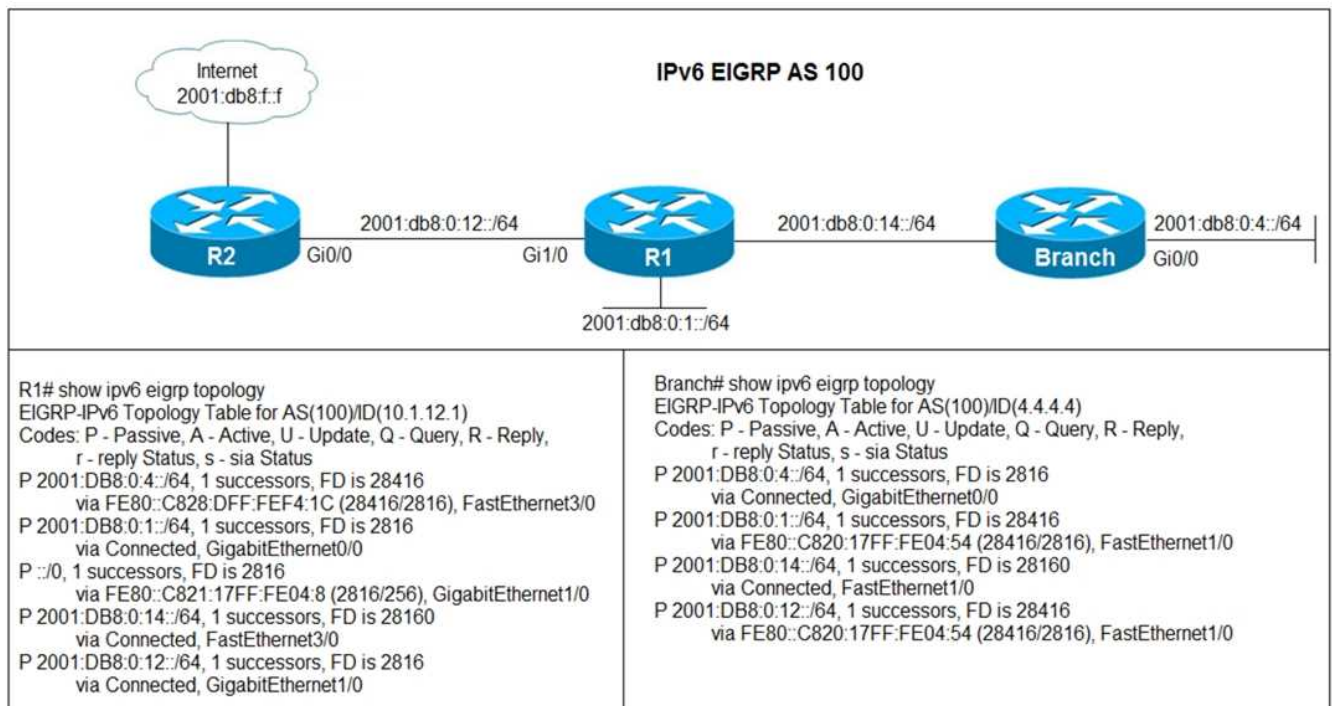 Internet
2001:db8:f::f
IPv6 EIGRP AS 100
2001:db8:0:12::/64
2001:db8:0:14::/64
2001:db8:0:4::/64
R2
Gi0/0
Gi1/0
R1
Branch
Gi0/0
2001:db8:0:1::/64
R1# show ipv6 eigrp topology
EIGRP-IPv6 Topology Table for AS(100)/ID(10.1.12.1)
Codes: P - Passive, A - Active, U - Update, Q - Query, R - Reply,
r - reply Status, s - sia Status
P 2001:DB8:0:4::/64, 1 successors, FD is 28416
via FE80::C828:DFF:FEF4:1C (28416/2816), FastEthernet3/0
P 2001:DB8:0:1::/64, 1 successors, FD is 2816
via Connected, GigabitEthernet0/0
P ::/0, 1 successors, FD is 2816
via FE80::C821:17FF:FE04:8 (2816/256), GigabitEthernet1/0
P 2001:DB8:0:14::/64, 1 successors, FD is 28160
via Connected, FastEthernet3/0
P 2001:DB8:0:12::/64, 1 successors, FD is 2816
via Connected, GigabitEthernet1/0
Branch# show ipv6 eigrp topology
EIGRP-IPv6 Topology Table for AS(100)/ID(4.4.4.4)
Codes: P - Passive, A - Active, U - Update, Q - Query, R - Reply,
r - reply Status, s - sia Status
P 2001:DB8:0:4::/64, 1 successors, FD is 2816
via Connected, GigabitEthernet0/0
P 2001:DB8:0:1::/64, 1 successors, FD is 28416
via FE80::C820:17FF:FE04:54 (28416/2816), FastEthernet1/0
P 2001:DB8:0:14::/64, 1 successors, FD is 28160
via Connected, FastEthernet1/0
P 2001:DB8:0:12::/64, 1 successors, FD is 28416
via FE80::C820:17FF:FE04:54 (28416/2816), FastEthernet1/0